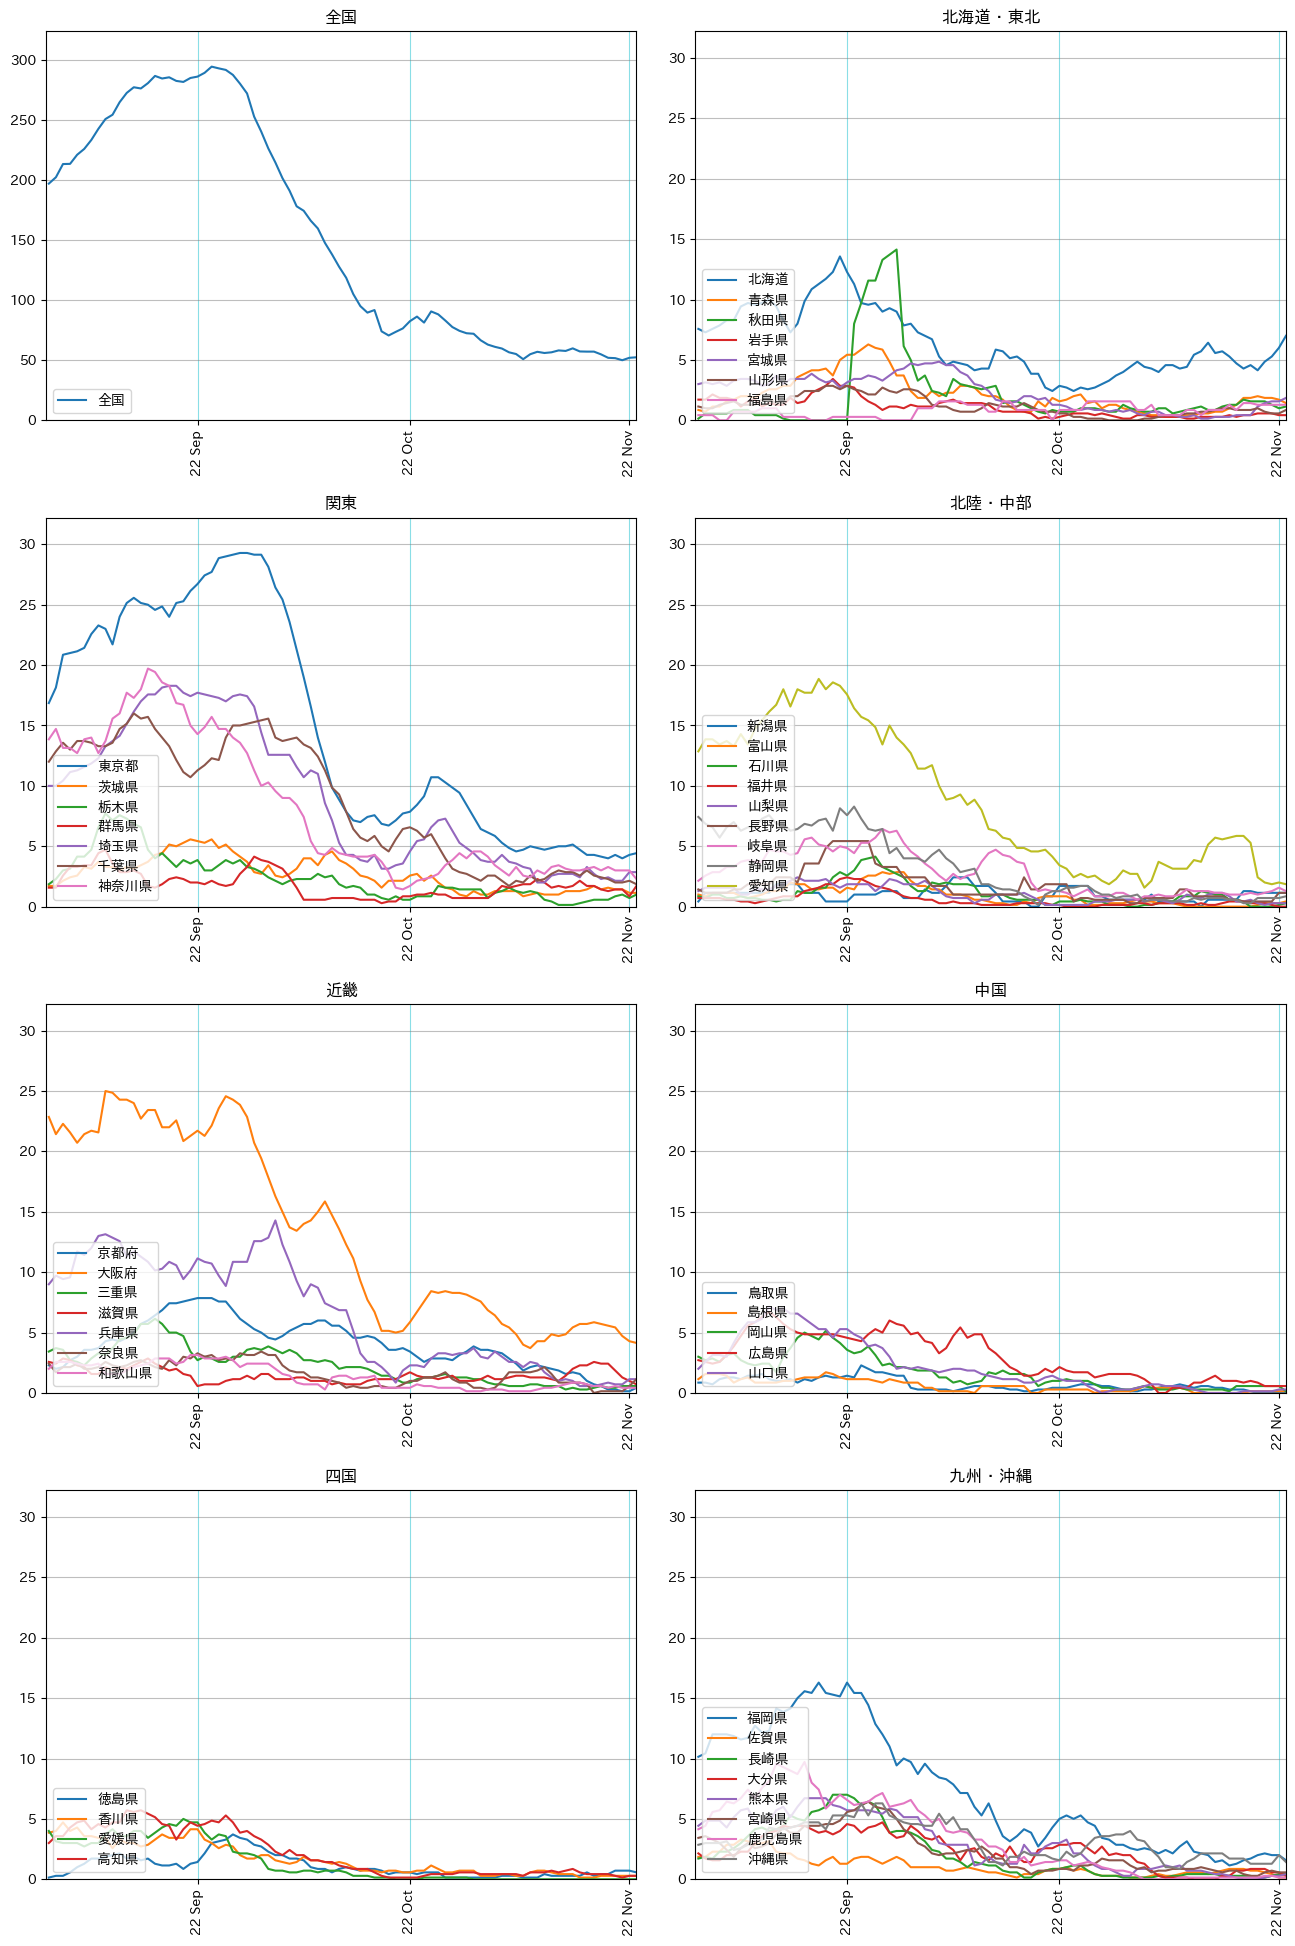 全国
300
250
200
150
100
50
0
全国
22 Sep
22 Oct
22 Nov
北海道・東北
30
25
20
15
10
5
0
北海道
青森県
秋田県
岩手県
宮城県
山形県
福島県
22 Sep
22 Oct
22 Nov
関東
30
25
20
15
10
5
0
東京都
茨城県
栃木県
群馬県
埼玉県
千葉県
神奈川県
22 Sep
22 Oct
22 Nov
北陸・中部
30
25
20
15
10
5
0
新潟県
富山県
石川県
福井県
山梨県
長野県
岐阜県
静岡県
愛知県
22 Sep
22 Oct
22 Nov
近畿
30
25
20
15
10
5
0
京都府
大阪府
三重県
滋賀県
兵庫県
奈良県
和歌山県
22 Sep
22 Oct
22 Nov
中国
30
25
20
15
10
5
0
鳥取県
島根県
岡山県
広島県
山口県
22 Sep
22 Oct
22 Nov
四国
30
25
20
15
10
5
0
徳島県
香川県
愛媛県
高知県
22 Sep
22 Oct
22 Nov
九州・沖縄
30
25
20
15
10
5
0
福岡県
佐賀県
長崎県
大分県
熊本県
宮崎県
鹿児島県
沖縄県
22 Sep
22 Oct
22 Nov